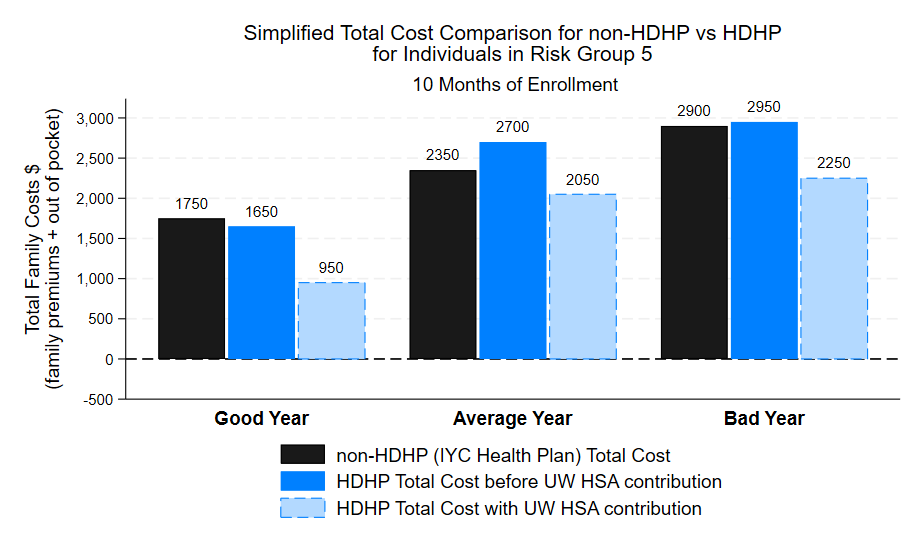 Simplified Total Cost Comparison for non-HDHP vs HDHP
for Individuals in Risk Group 5
10 Months of Enrollment
Total Family Costs $
(family premiums + out of pocket)
3,000
2,500
2,000
1,500
1,000
500
0
-500
1750
1650
950
2350
2700
2050
2900
2950
2250
Good Year
Average Year
Bad Year
non-HDHP (IYC Health Plan) Total Cost
HDHP Total Cost before UW HSA contribution
HDHP Total Cost with UW HSA contribution